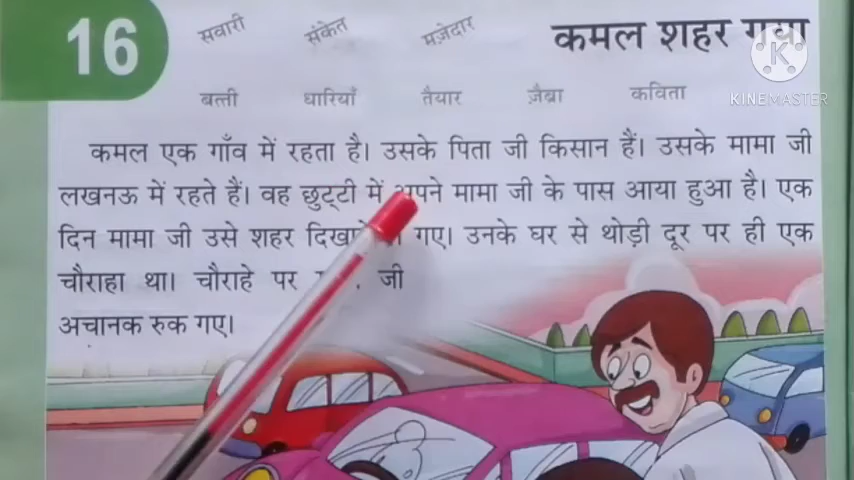 16
सवारी संकेत मज़ेदार
कमल शहर गया
KINEMASTER
बत्ती धारियाँ तैयार ज़ैब्रा कविता
कमल एक गाँव में रहता है। उसके पिता जी किसान हैं। उसके मामा जी
लखनऊ में रहते हैं। वह छुट्टी में अपने मामा जी के पास आया हुआ है। एक
दिन मामा जी उसे शहर गए। उनके घर से थोड़ी दूर पर ही एक
चौराहा था। चौराहे पर जी
अचानक रुक गए।